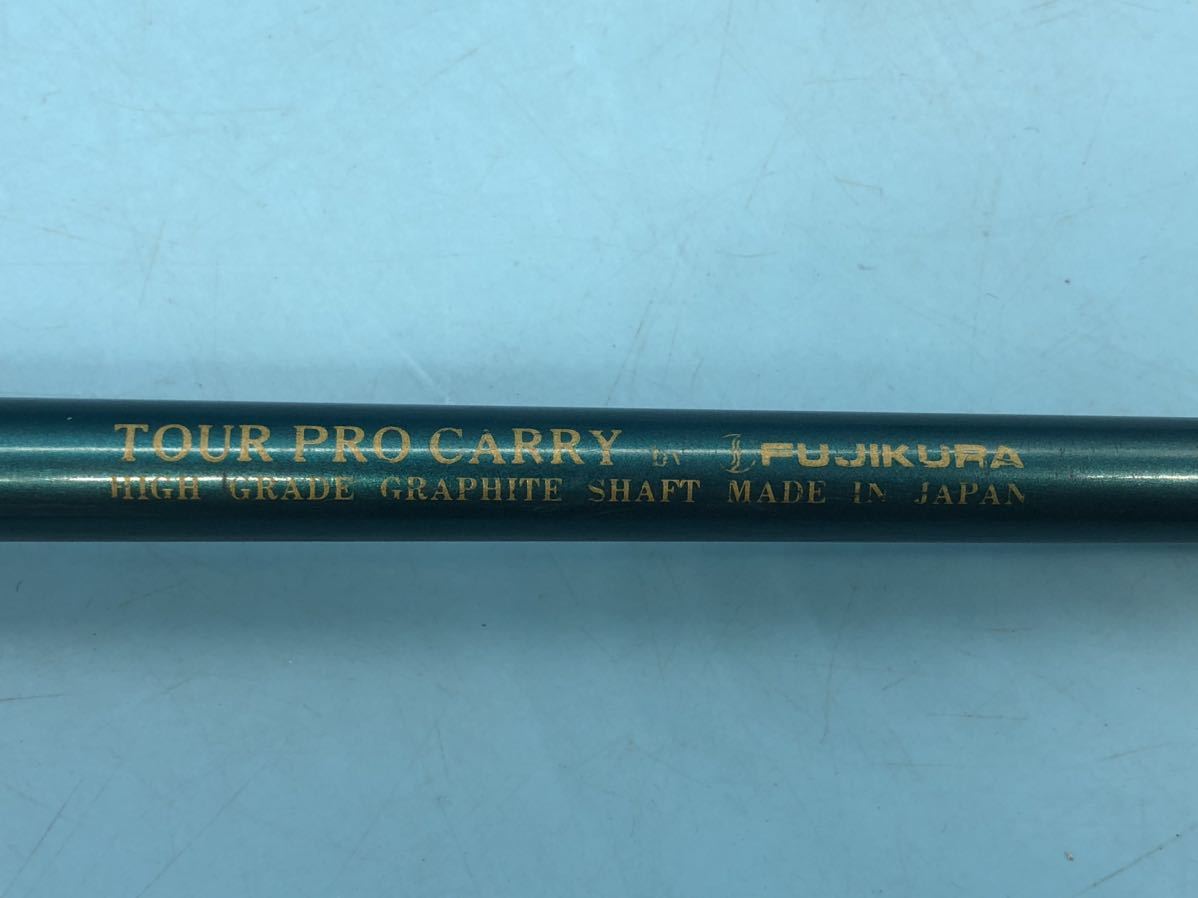 TOUR PRO CARRY BY FUJIKURA
HIGH GRADE GRAPHITE SHAFT MADE IN JAPAN